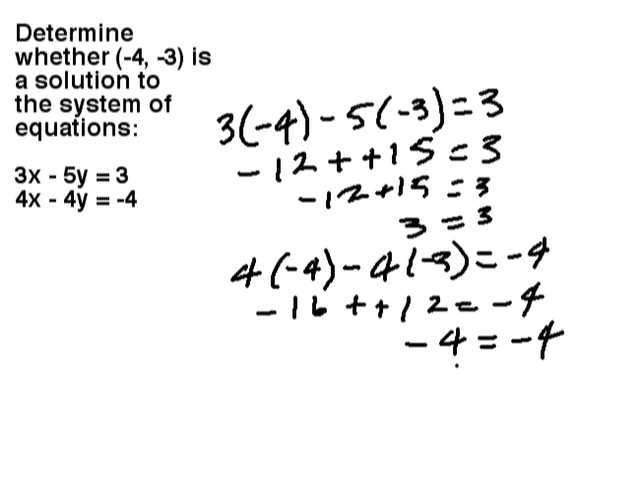 Determine
whether (-4, -3) is
a solution to
the system of
equations:
3x - 5y = 3
4x - 4y = -4
3(-4) - 5(-3) = 3
-12 + +15 = 3
-12 +15 = 3
3 = 3
4(-4) - 4(-3) = -4
-16 + +12 = -4
-4 = -4